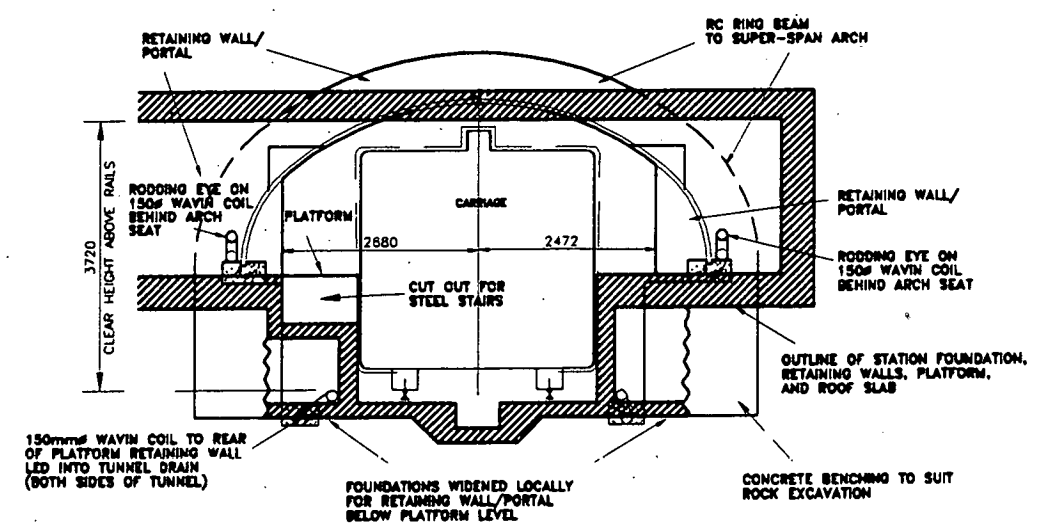 RETAINING WALL/
PORTAL
RC RING BEAM
TO SUPER-SPAN ARCH
RODDING EYE ON
150ø WAVIN COIL
BEHIND ARCH
SEAT
PLATFORM
CARRIAGE
RETAINING WALL/
PORTAL
2680
2472
3720
CLEAR HEIGHT ABOVE RAILS
RODDING EYE ON
150ø WAVIN COIL
BEHIND ARCH SEAT
CUT OUT FOR
STEEL STAIRS
OUTLINE OF STATION FOUNDATION,
RETAINING WALLS, PLATFORM,
AND ROOF SLAB
150mmø WAVIN COIL TO REAR
OF PLATFORM RETAINING WALL
LED INTO TUNNEL DRAIN
(BOTH SIDES OF TUNNEL)
FOUNDATIONS WIDENED LOCALLY
FOR RETAINING WALL/PORTAL
BELOW PLATFORM LEVEL
CONCRETE BENCHING TO SUIT
ROCK EXCAVATION